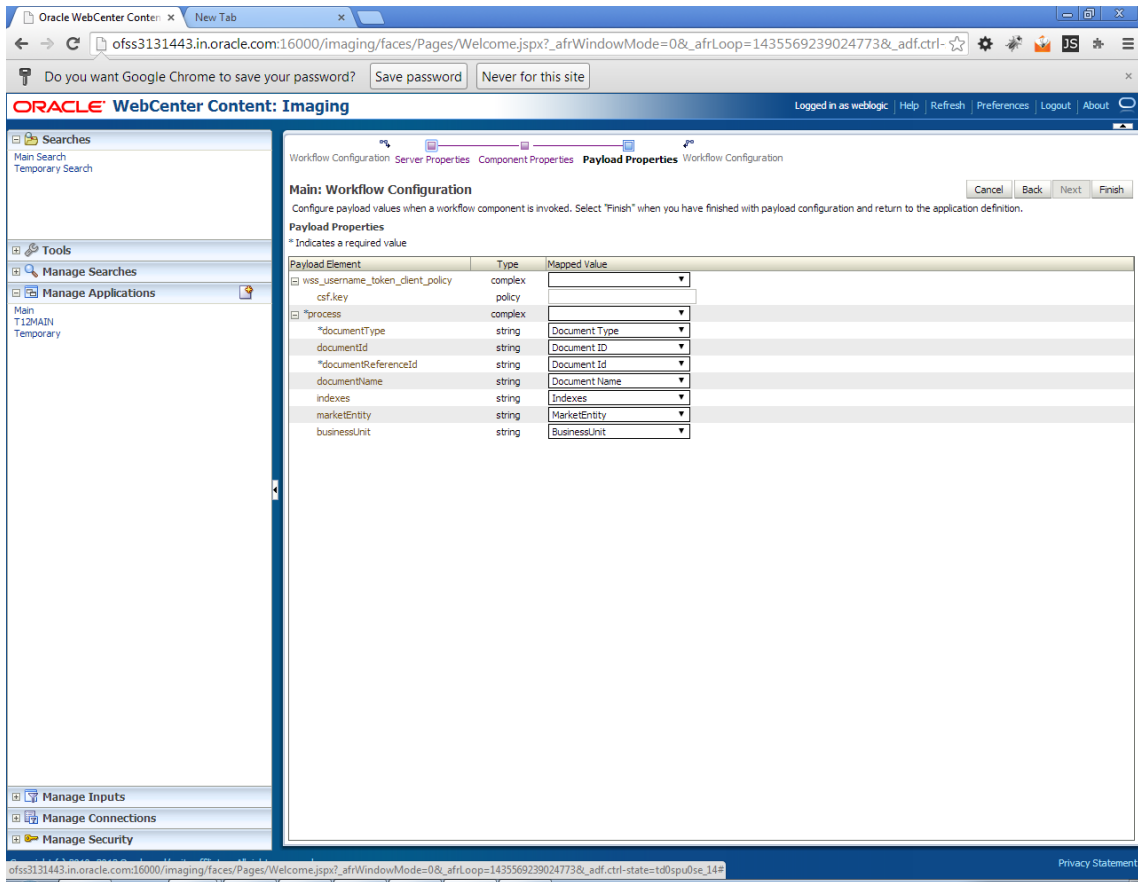 Oracle WebCenter Conten ×
New Tab ×
ofss3131443.in.oracle.com:16000/imaging/faces/Pages/Welcome.jspx?_afrWindowMode=0&_afrLoop=1435569239024773&_adf.ctrl-
JS
Do you want Google Chrome to save your password? Save password Never for this site ×
ORACLE WebCenter Content: Imaging
Logged in as weblogic | Help | Refresh | Preferences | Logout | About
Searches
Main Search
Temporary Search
Tools
Manage Searches
Manage Applications
Main
T12MAIN
Temporary
Manage Inputs
Manage Connections
Manage Security
Workflow Configuration Server Properties Component Properties Payload Properties Workflow Configuration
Main: Workflow Configuration
Cancel Back Next Finish
Configure payload values when a workflow component is invoked. Select "Finish" when you have finished with payload configuration and return to the application definition.
Payload Properties
* Indicates a required value
Payload Element Type Mapped Value
wss_username_token_client_policy complex
csf.key policy
*process complex
*documentType string Document Type
documentId string Document ID
*documentReferenceId string Document Id
documentName string Document Name
indexes string Indexes
marketEntity string MarketEntity
businessUnit string BusinessUnit
ofss3131443.in.oracle.com:16000/imaging/faces/Pages/Welcome.jspx?_afrWindowMode=0&_afrLoop=1435569239024773&_adf.ctrl-state=td0spu0se_14#
Privacy Statement